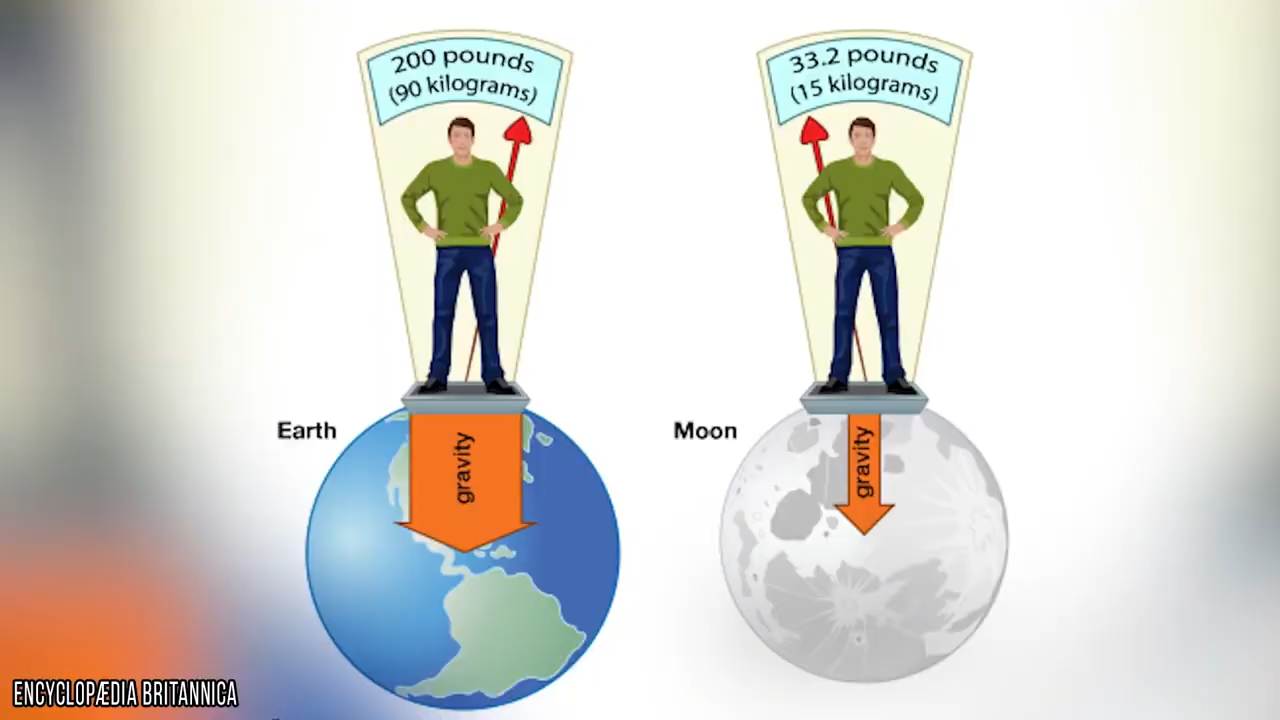 200 pounds
(90 kilograms)
33.2 pounds
(15 kilograms)
Earth
gravity
Moon
gravity
ENCYCLOPÆDIA BRITANNICA